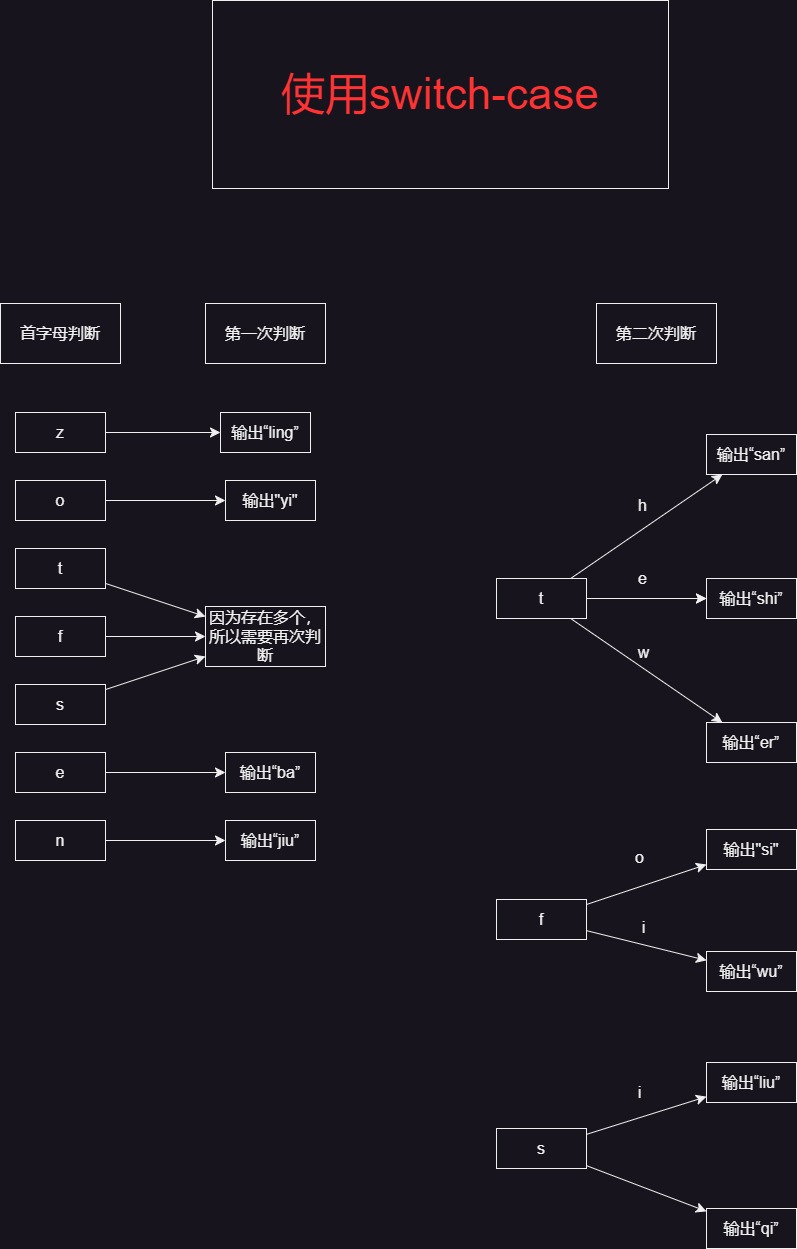 使用switch-case
首字母判断
第一次判断
第二次判断
z
输出“ling”
o
输出"yi"
t
f
s
因为存在多个，
所以需要再次判
断
e
输出“ba”
n
输出“jiu”
t
h
输出“san”
e
输出“shi”
w
输出“er”
f
o
输出"si"
i
输出“wu”
s
i
输出“liu”
输出“qi”